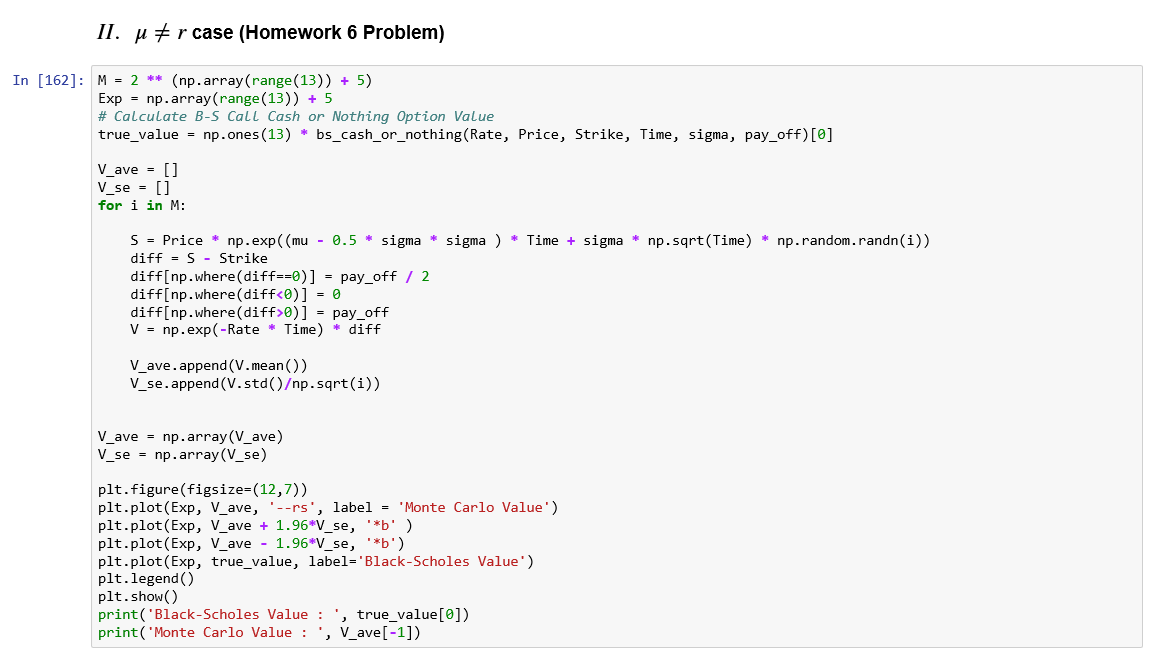 II. μ ≠ r case (Homework 6 Problem)
In [162]:
M = 2 ** (np.array(range(13)) + 5)
Exp = np.array(range(13)) + 5
# Calculate B-S Call Cash or Nothing Option Value
true_value = np.ones(13) * bs_cash_or_nothing(Rate, Price, Strike, Time, sigma, pay_off)[0]
V_ave = []
V_se = []
for i in M:
    S = Price * np.exp((mu - 0.5 * sigma * sigma ) * Time + sigma * np.sqrt(Time) * np.random.randn(i))
    diff = S - Strike
    diff[np.where(diff==0)] = pay_off / 2
    diff[np.where(diff<0)] = 0
    diff[np.where(diff>0)] = pay_off
    V = np.exp(-Rate * Time) * diff
    V_ave.append(V.mean())
    V_se.append(V.std()/np.sqrt(i))
V_ave = np.array(V_ave)
V_se = np.array(V_se)
plt.figure(figsize=(12,7))
plt.plot(Exp, V_ave, '--rs', label = 'Monte Carlo Value')
plt.plot(Exp, V_ave + 1.96*V_se, '*b' )
plt.plot(Exp, V_ave - 1.96*V_se, '*b')
plt.plot(Exp, true_value, label='Black-Scholes Value')
plt.legend()
plt.show()
print('Black-Scholes Value : ', true_value[0])
print('Monte Carlo Value : ', V_ave[-1])